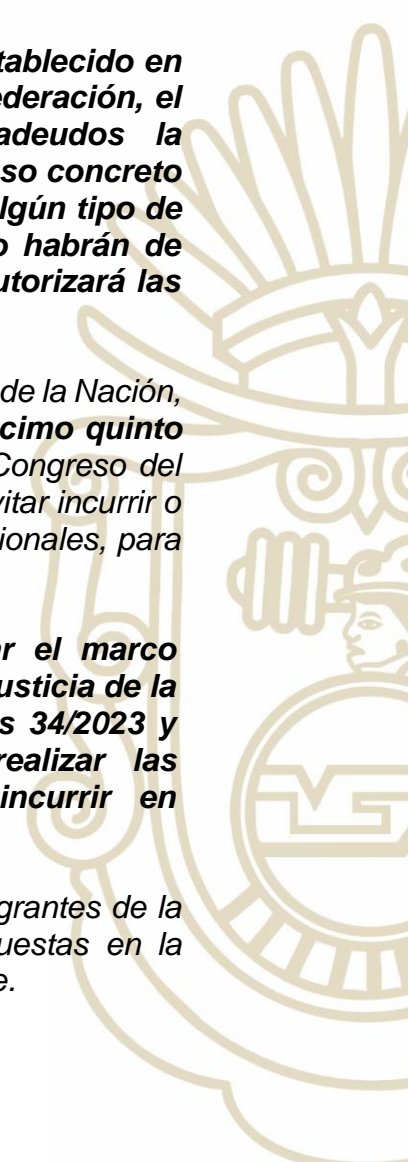 tablecido en
ederación, el
adeudos la
so concreto
lgún tipo de
o habrán de
utorizará las
de la Nación,
cimo quinto
Congreso del
vitar incurrir o
ionales, para
ar el marco
usticia de la
s 34/2023 y
realizar las
incurrir en
grantes de la
uestas en la
e.